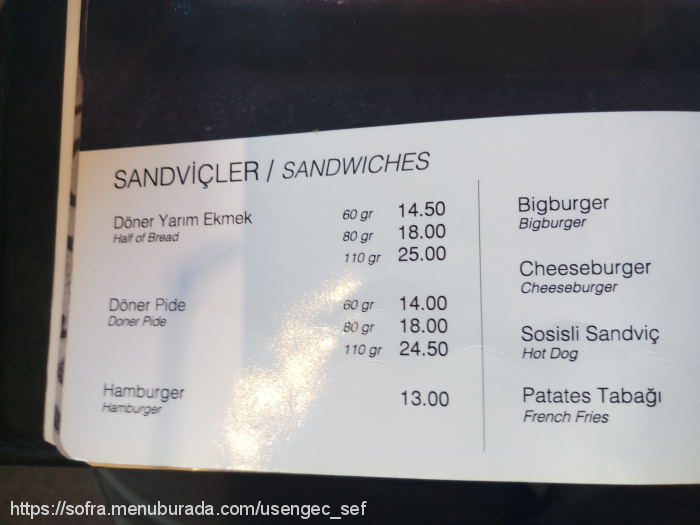 SANDVİÇLER / SANDWICHES
Döner Yarım Ekmek 60 gr 14.50
Half of Bread 80 gr 18.00
110 gr 25.00
Döner Pide 60 gr 14.00
Doner Pide 80 gr 18.00
110 gr 24.50
Hamburger 13.00
Hamburger
Bigburger
Bigburger
Cheeseburger
Cheeseburger
Sosisli Sandviç
Hot Dog
Patates Tabağı
French Fries
https://sofra.menuburada.com/usengec_sef